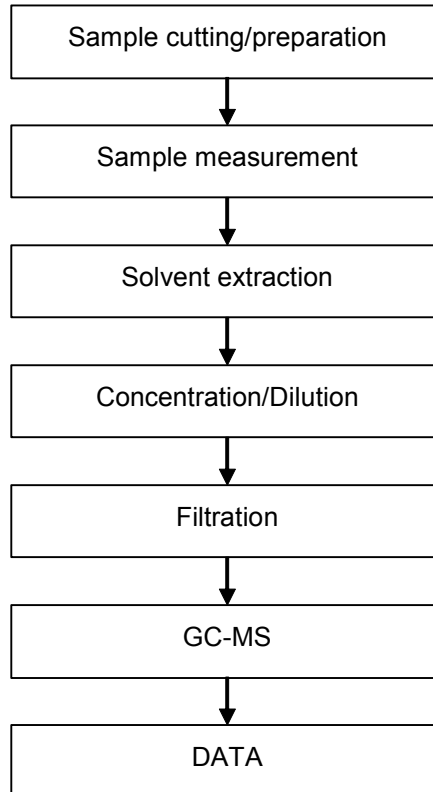 Sample cutting/preparation
Sample measurement
Solvent extraction
Concentration/Dilution
Filtration
GC-MS
DATA